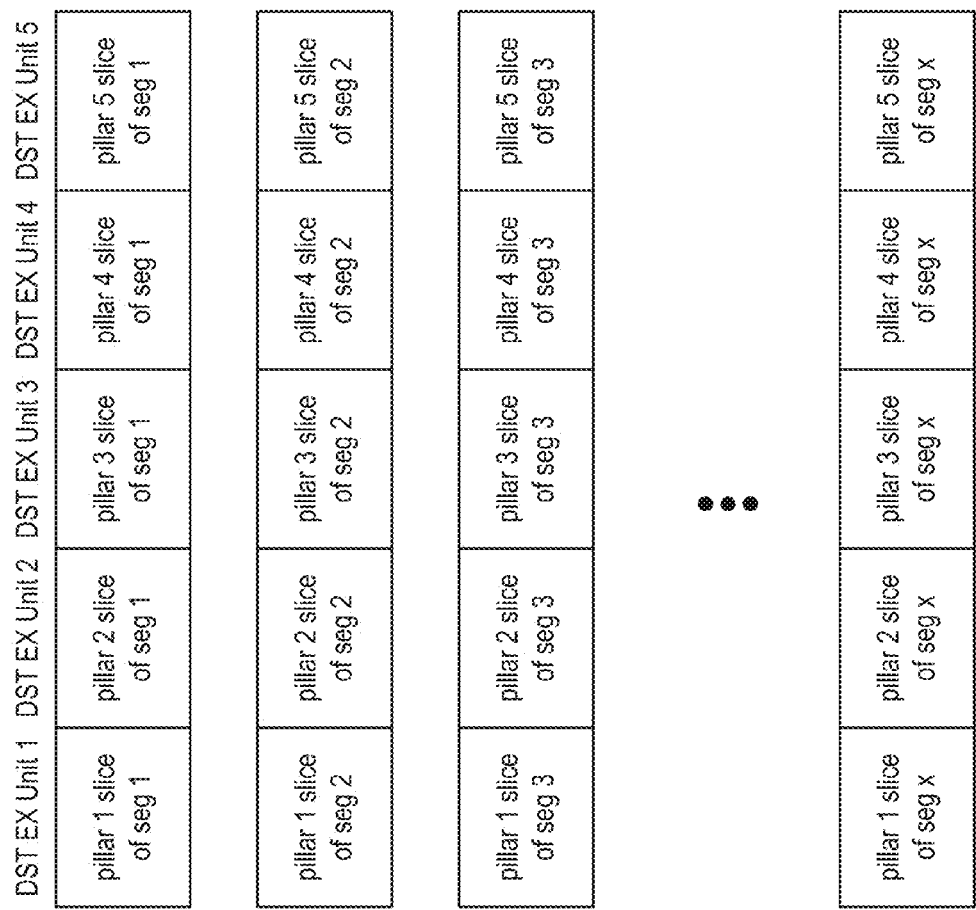 DST EX Unit 1
DST EX Unit 2
DST EX Unit 3
DST EX Unit 4
DST EX Unit 5
pillar 1 slice
of seg 1
pillar 2 slice
of seg 1
pillar 3 slice
of seg 1
pillar 4 slice
of seg 1
pillar 5 slice
of seg 1
pillar 1 slice
of seg 2
pillar 2 slice
of seg 2
pillar 3 slice
of seg 2
pillar 4 slice
of seg 2
pillar 5 slice
of seg 2
pillar 1 slice
of seg 3
pillar 2 slice
of seg 3
pillar 3 slice
of seg 3
pillar 4 slice
of seg 3
pillar 5 slice
of seg 3
pillar 1 slice
of seg x
pillar 2 slice
of seg x
pillar 3 slice
of seg x
pillar 4 slice
of seg x
pillar 5 slice
of seg x